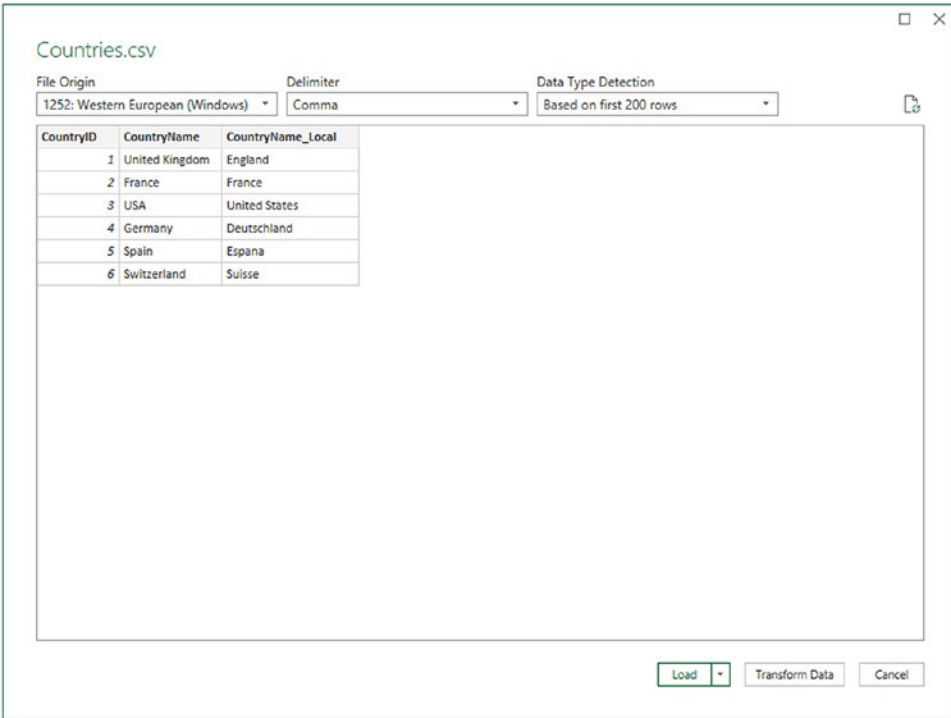 Countries.csv
File Origin Delimiter Data Type Detection
1252: Western European (Windows) Comma Based on first 200 rows
CountryID CountryName CountryName_Local
1 United Kingdom England
2 France France
3 USA United States
4 Germany Deutschland
5 Spain Espana
6 Switzerland Suisse
Load Transform Data Cancel